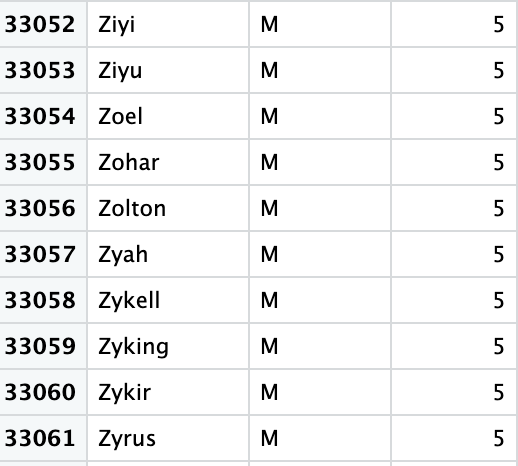 33052 Ziyi M 5
33053 Ziyu M 5
33054 Zoel M 5
33055 Zohar M 5
33056 Zolton M 5
33057 Zyah M 5
33058 Zykell M 5
33059 Zyking M 5
33060 Zykir M 5
33061 Zyrus M 5